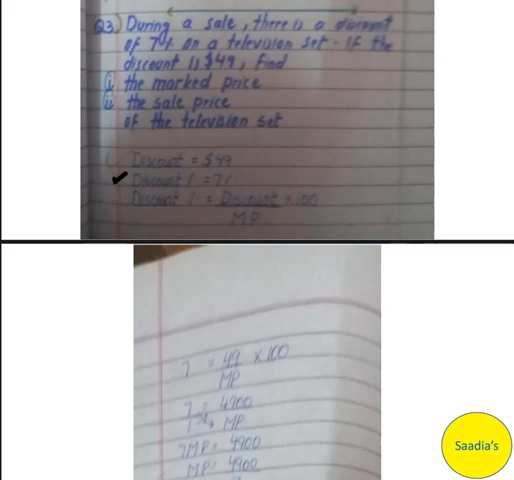 Q3.) During a sale, there is a discount
of 7% on a television set. If the
discount is $49, Find
(i the marked price
(ii the sale price
of the television set
Discount = $49
Discount % = 7%
Discount % = Discount × 100
MP
7 = 49 × 100
MP
7 = 4900
1 MP
7MP = 4900
MP = 4900
Saadia's